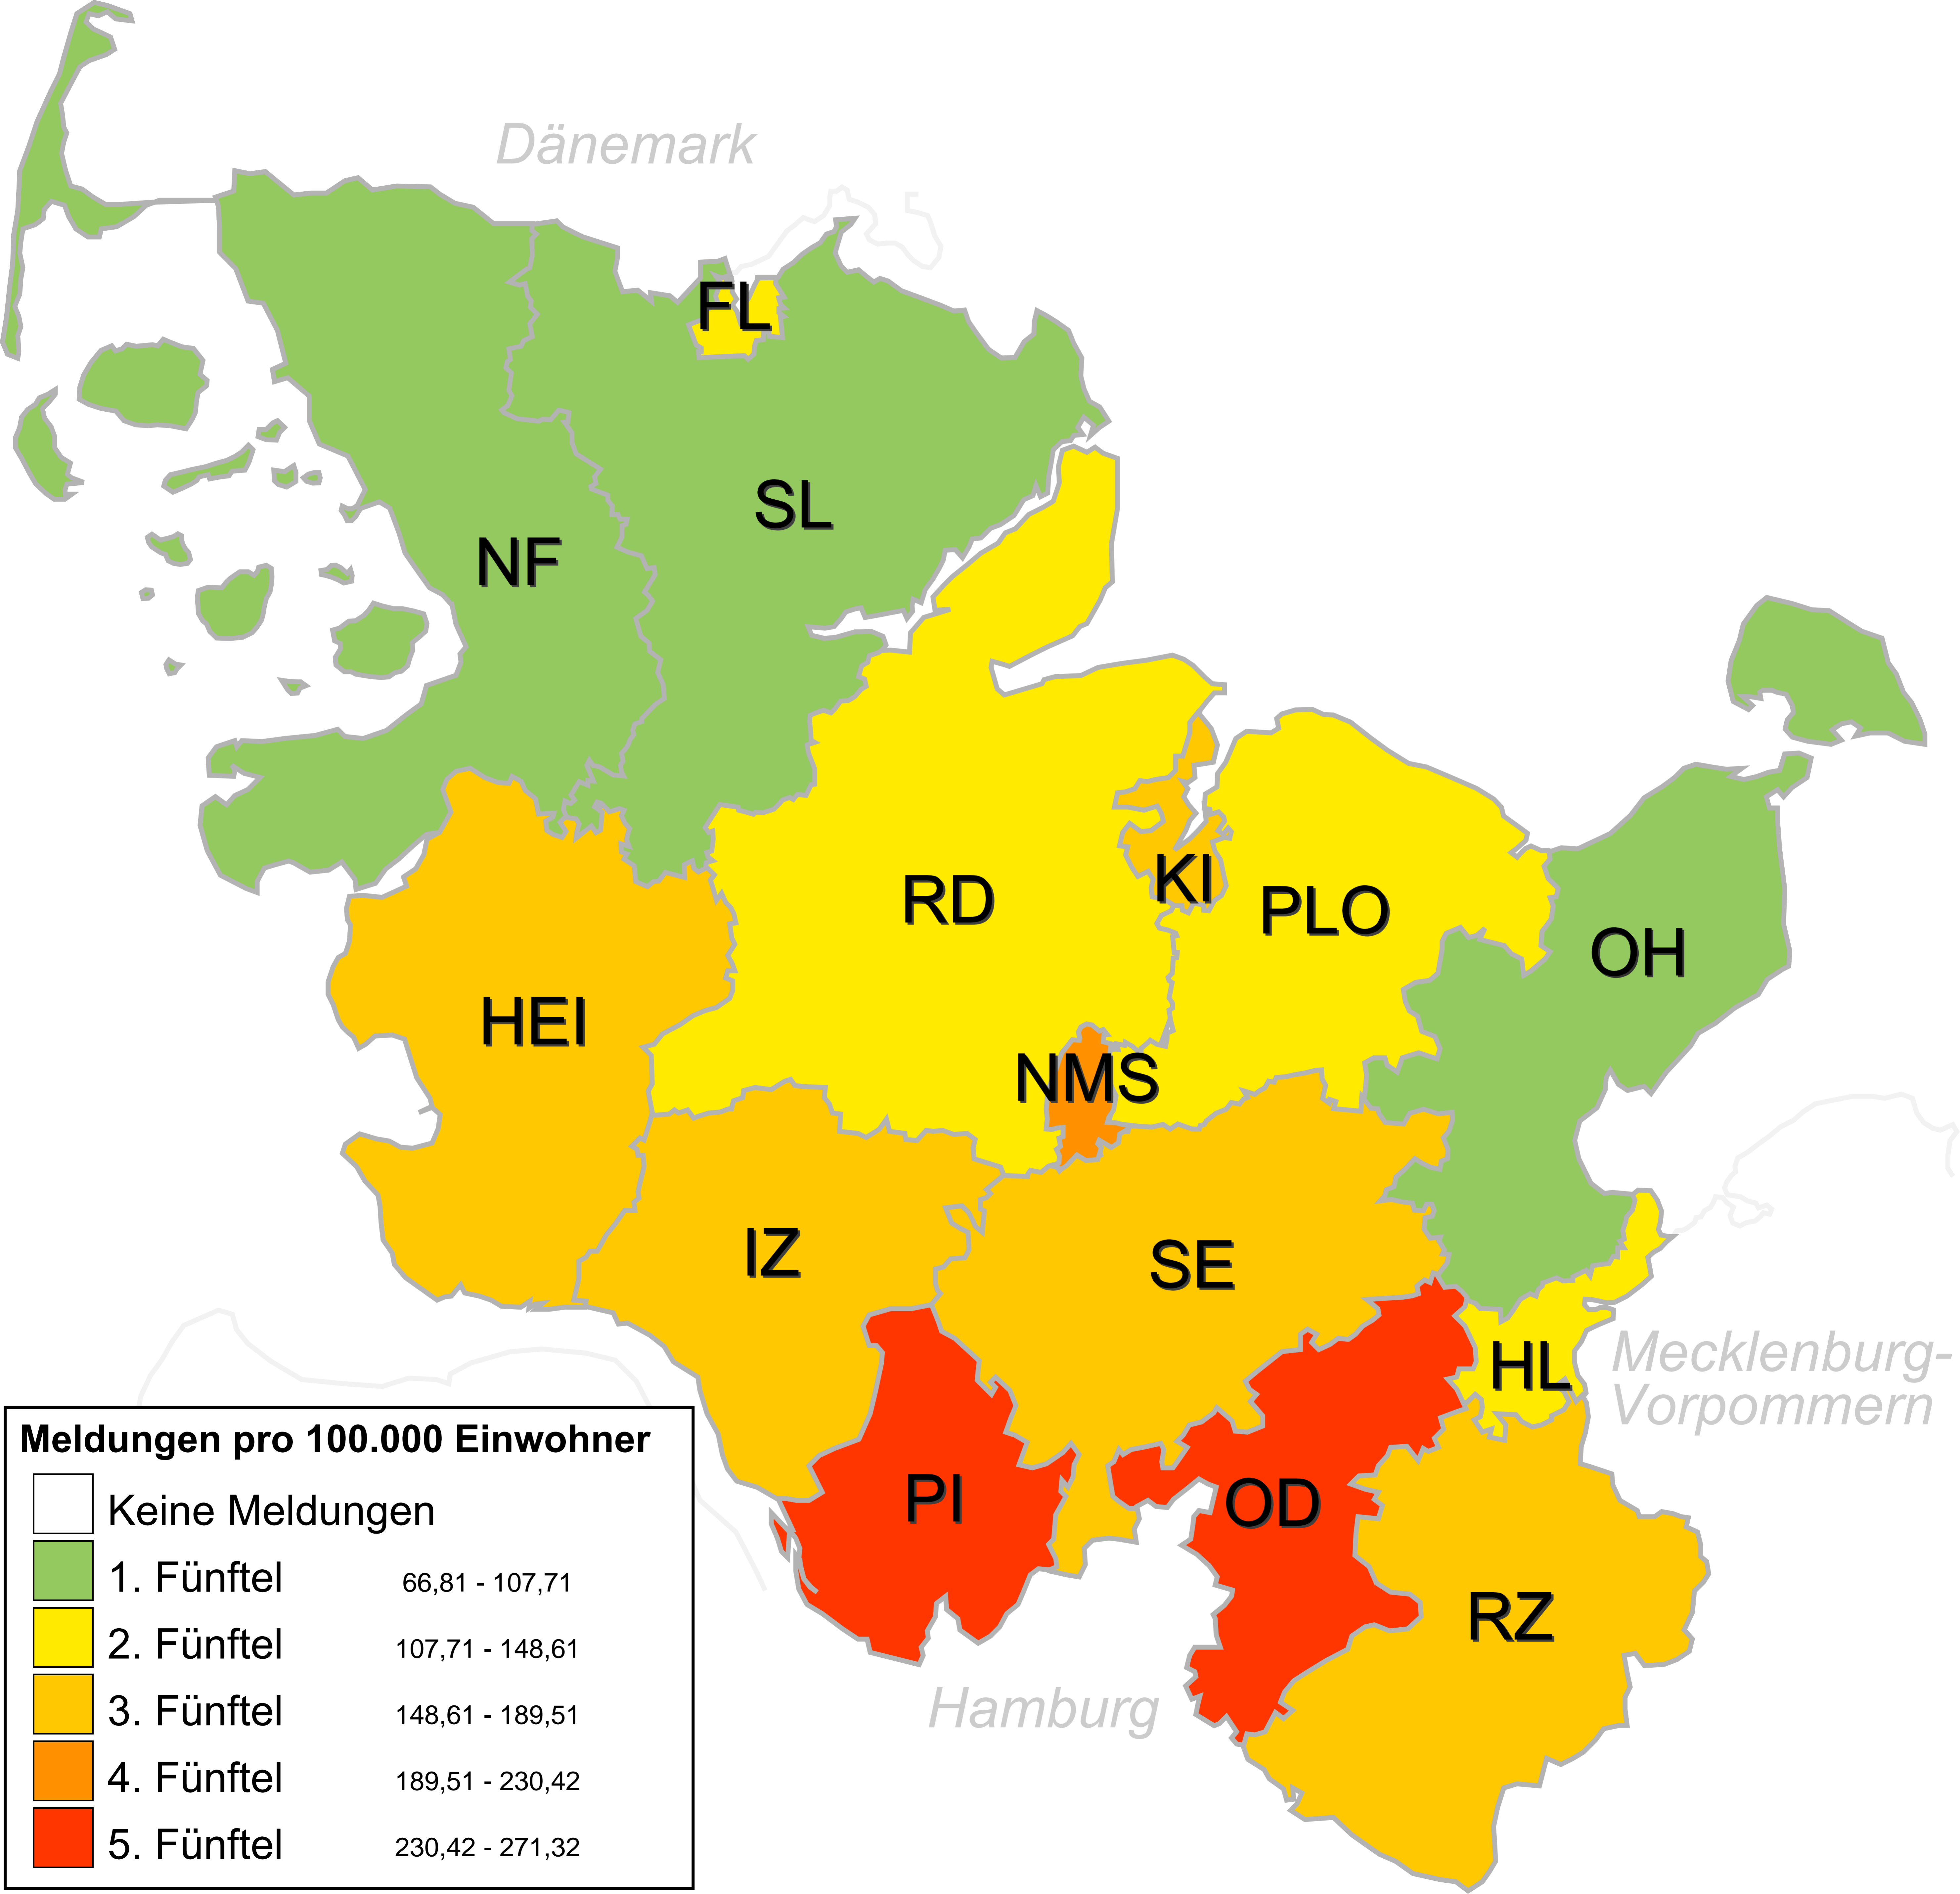 Dänemark
FL
SL
NF
RD
KI
PLO
OH
HEI
NMS
IZ
SE
HL
Mecklenburg-
Vorpommern
PI
OD
RZ
Hamburg
Meldungen pro 100.000 Einwohner
Keine Meldungen
1. Fünftel 66,81 - 107,71
2. Fünftel 107,71 - 148,61
3. Fünftel 148,61 - 189,51
4. Fünftel 189,51 - 230,42
5. Fünftel 230,42 - 271,32